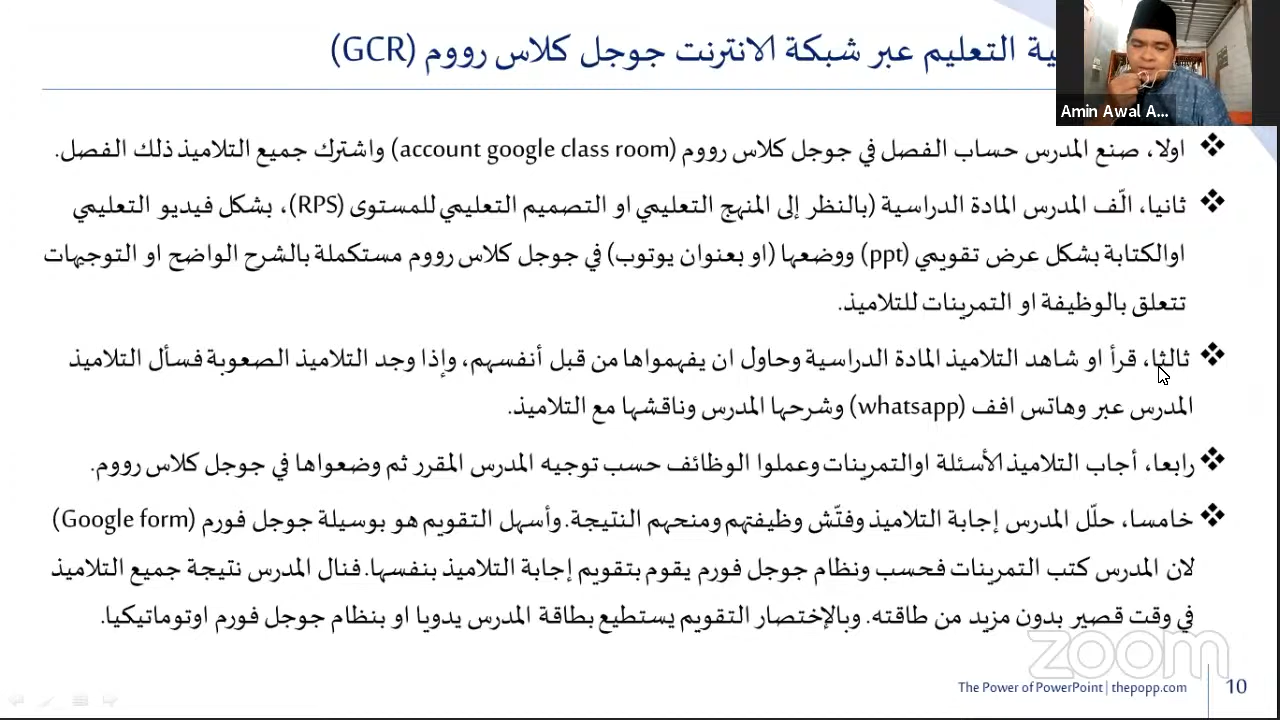 التعليم عبر شبكة الانترنت جوجل كلاس رووم (GCR)
Amin Awal A...
❖ اولا، صنع المدرس حساب الفصل في جوجل كلاس رووم (account google class room) واشترك جميع التلاميذ ذلك الفصل.
❖ ثانيا، الّف المدرس المادة الدراسية (بالنظر إلى المنهج التعليمي او التصميم التعليمي للمستوى (RPS)، بشكل فيديو التعليمي
اوالكتابة بشكل عرض تقويمي (ppt) ووضعها (او بعنوان يوتوب) في جوجل كلاس رووم مستكملة بالشرح الواضح او التوجيهات
تتعلق بالوظيفة او التمرينات للتلاميذ.
❖ ثالثا، قرأ او شاهد التلاميذ المادة الدراسية وحاول ان يفهمواها من قبل أنفسهم، وإذا وجد التلاميذ الصعوبة فسأل التلاميذ
المدرس عبر وهاتس افف (whatsapp) وشرحها المدرس وناقشها مع التلاميذ.
❖ رابعا، أجاب التلاميذ الأسئلة اوالتمرينات وعملوا الوظائف حسب توجيه المدرس المقرر ثم وضعواها في جوجل كلاس رووم.
❖ خامسا، حلّل المدرس إجابة التلاميذ وفتّش وظيفتهم ومنحهم النتيجة. وأسهل التقويم هو بوسيلة جوجل فورم (Google form)
لان المدرس كتب التمرينات فحسب ونظام جوجل فورم يقوم بتقويم إجابة التلاميذ بنفسها. فنال المدرس نتيجة جميع التلاميذ
في وقت قصير بدون مزيد من طاقته. وبالإختصار التقويم يستطيع بطاقة المدرس يدويا او بنظام جوجل فورم اوتوماتيكيا.
zoom
The Power of PowerPoint | thepopp.com
10